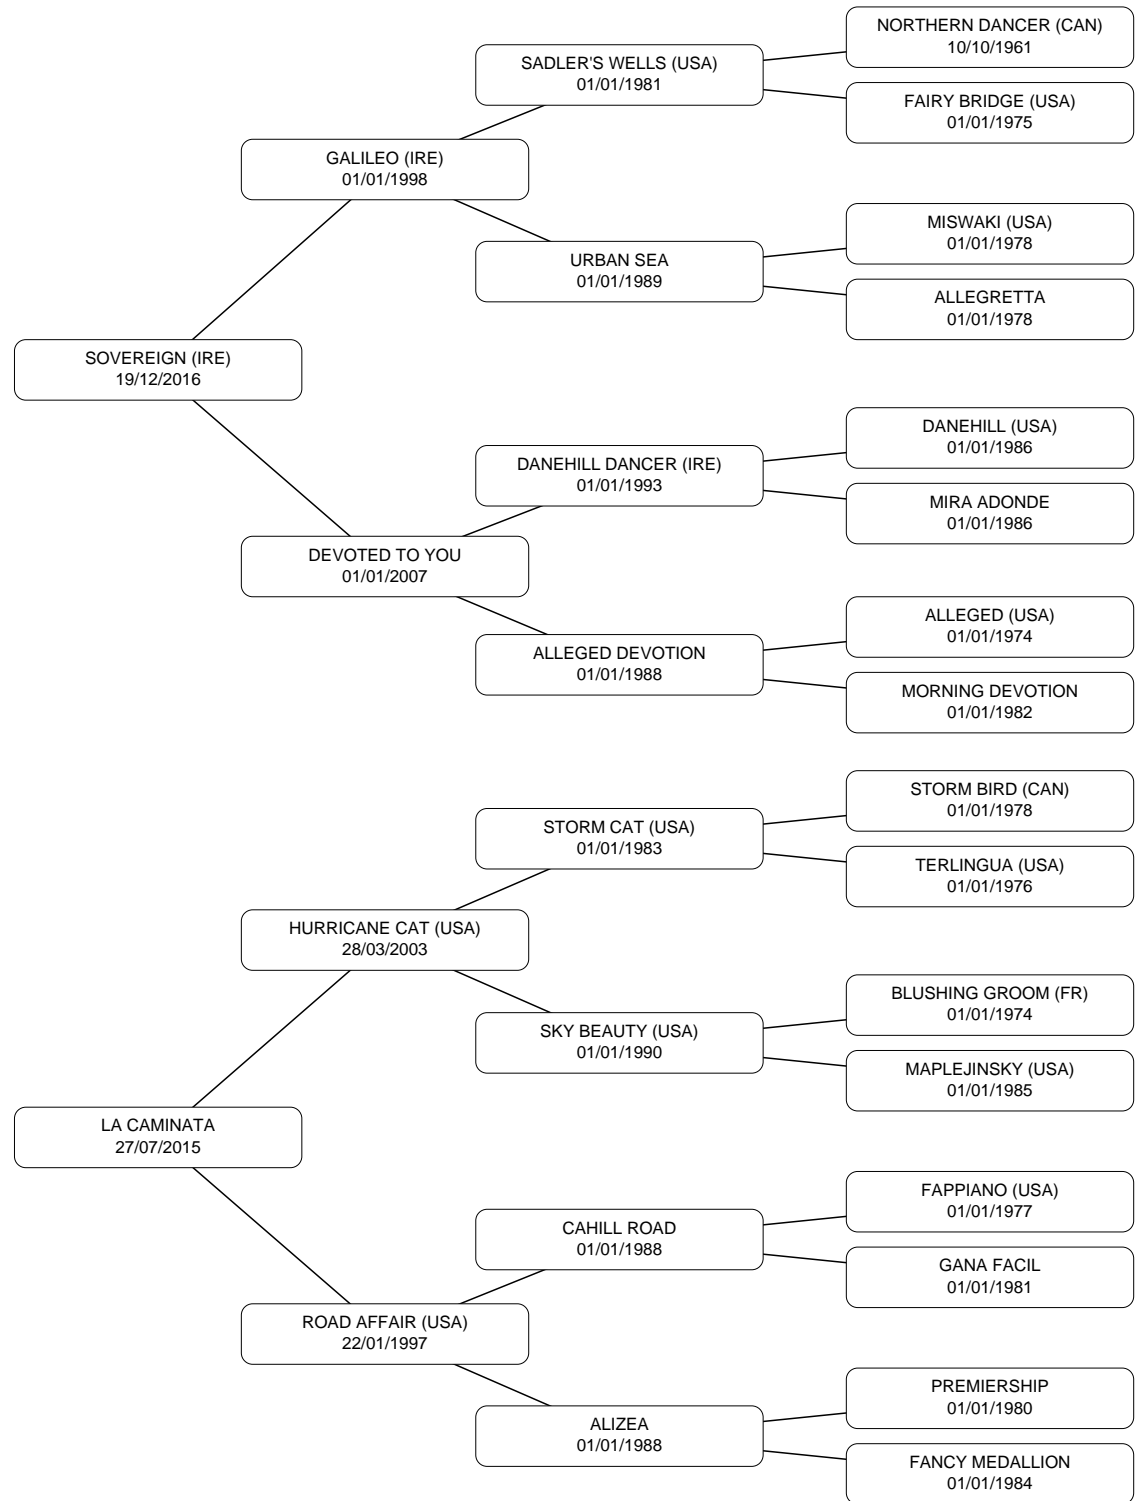 NORTHERN DANCER (CAN)
10/10/1961
SADLER'S WELLS (USA)
01/01/1981
FAIRY BRIDGE (USA)
01/01/1975
GALILEO (IRE)
01/01/1998
MISWAKI (USA)
01/01/1978
URBAN SEA
01/01/1989
ALLEGRETTA
01/01/1978
SOVEREIGN (IRE)
19/12/2016
DANEHILL (USA)
01/01/1986
DANEHILL DANCER (IRE)
01/01/1993
MIRA ADONDE
01/01/1986
DEVOTED TO YOU
01/01/2007
ALLEGED (USA)
01/01/1974
ALLEGED DEVOTION
01/01/1988
MORNING DEVOTION
01/01/1982
STORM BIRD (CAN)
01/01/1978
STORM CAT (USA)
01/01/1983
TERLINGUA (USA)
01/01/1976
HURRICANE CAT (USA)
28/03/2003
BLUSHING GROOM (FR)
01/01/1974
SKY BEAUTY (USA)
01/01/1990
MAPLEJINSKY (USA)
01/01/1985
LA CAMINATA
27/07/2015
FAPPIANO (USA)
01/01/1977
CAHILL ROAD
01/01/1988
GANA FACIL
01/01/1981
ROAD AFFAIR (USA)
22/01/1997
PREMIERSHIP
01/01/1980
ALIZEA
01/01/1988
FANCY MEDALLION
01/01/1984